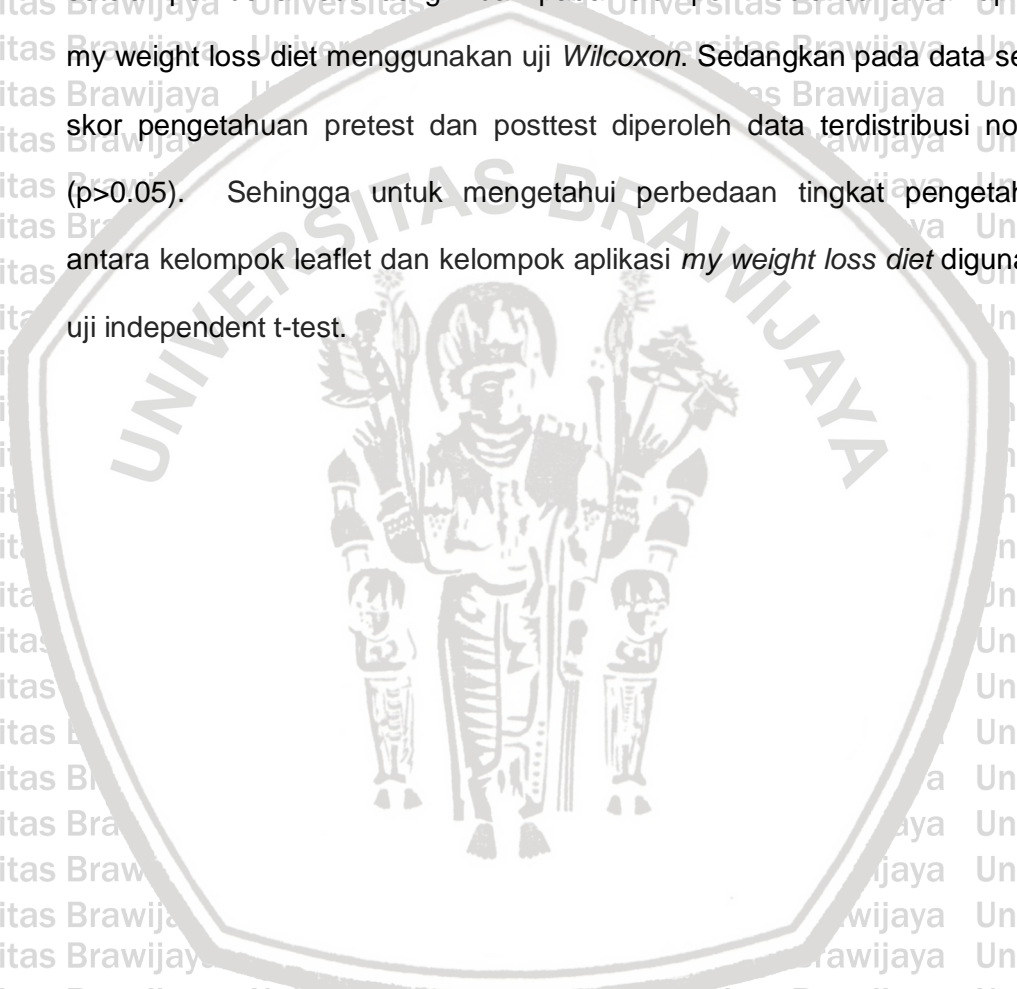 my weight loss diet menggunakan uji Wilcoxon. Sedangkan pada data se
skor pengetahuan pretest dan posttest diperoleh data terdistribusi no
(p>0.05). Sehingga untuk mengetahui perbedaan tingkat pengetah
antara kelompok leaflet dan kelompok aplikasi my weight loss diet diguna
uji independent t-test.
UNIVERSITAS BRAWIJAYA